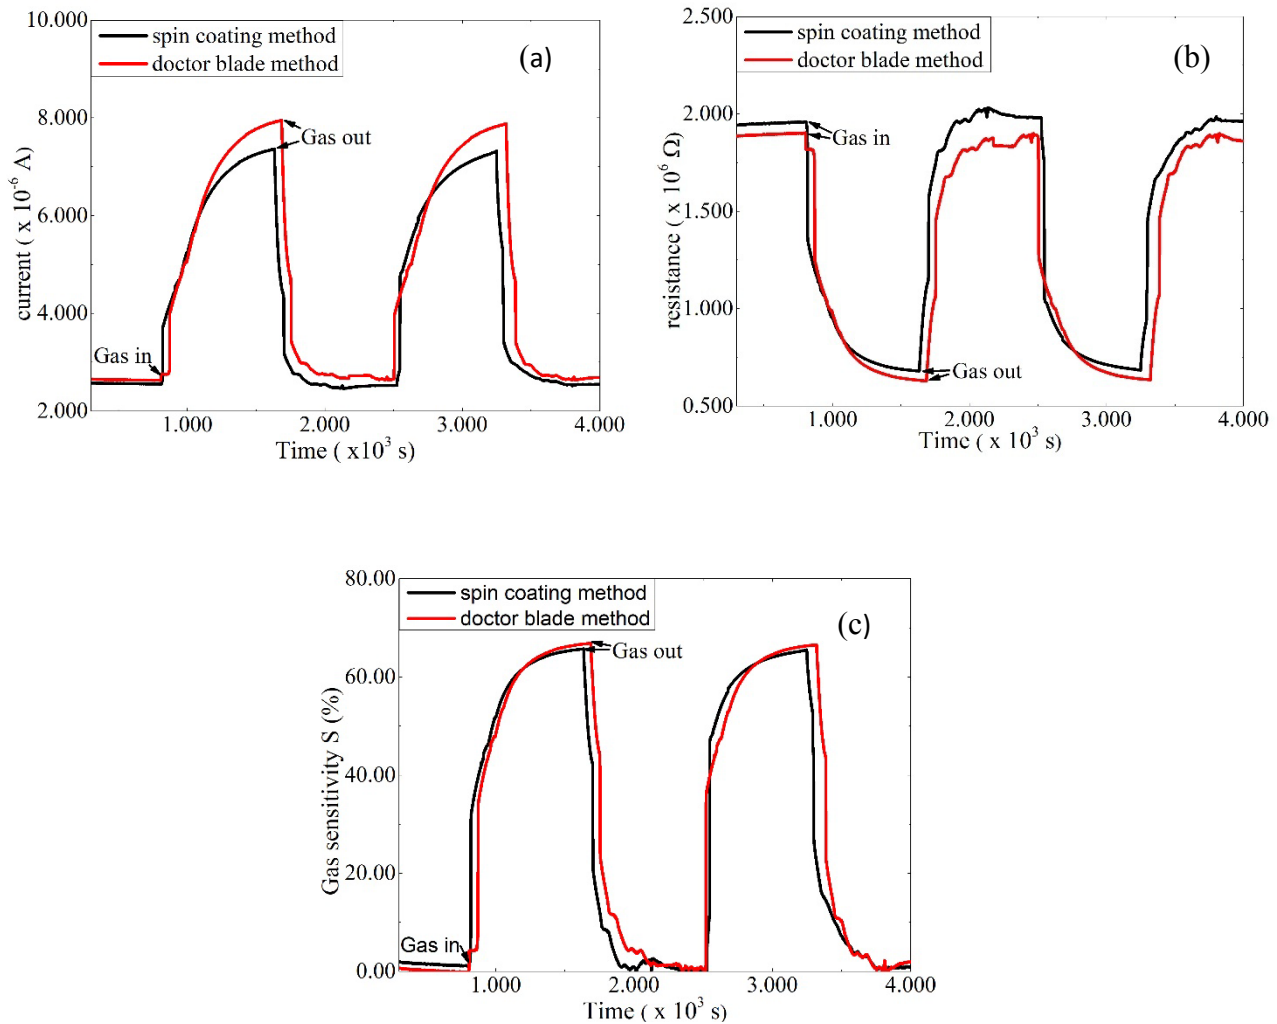 10.000
8.000
6.000
4.000
2.000
current ( x 10⁻⁶ A)
spin coating method
doctor blade method
(a)
Gas out
Gas in
1.000 2.000 3.000 4.000
Time ( x10³ s)
2.500
2.000
1.500
1.000
0.500
resistance ( x 10⁶ Ω)
spin coating method
doctor blade method
(b)
Gas in
Gas out
1.000 2.000 3.000 4.000
Time ( x 10³ s)
80.00
60.00
40.00
20.00
0.00
Gas sensitivity S (%)
spin coating method
doctor blade method
(c)
Gas out
Gas in
1.000 2.000 3.000 4.000
Time ( x 10³ s)